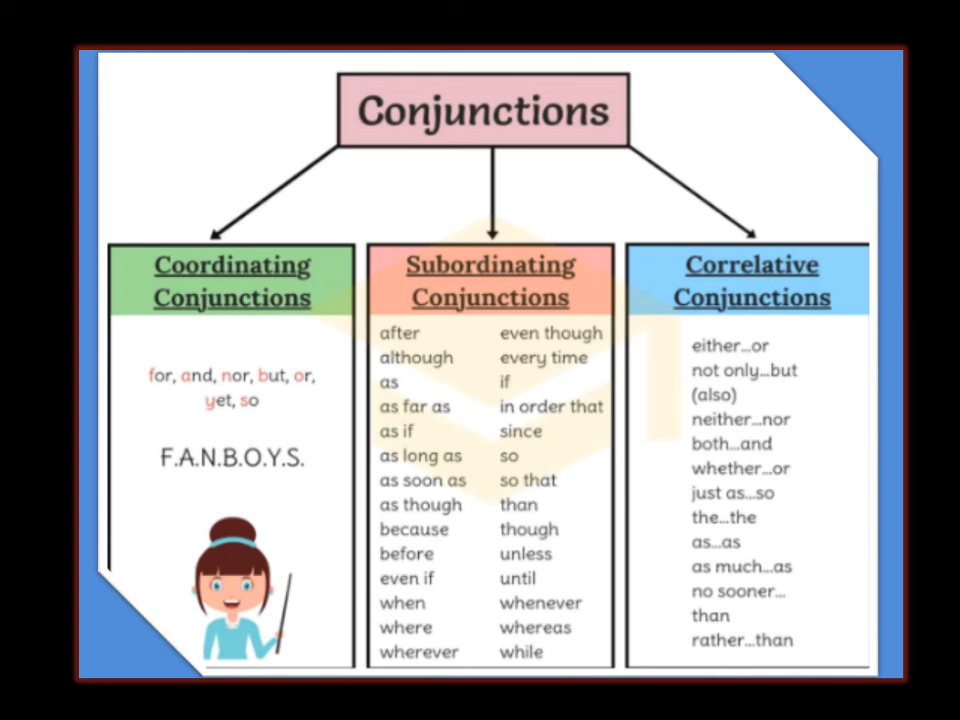 Conjunctions
Coordinating
Conjunctions
for, and, nor, but, or,
yet, so
F.A.N.B.O.Y.S.
Subordinating
Conjunctions
after
although
as
as far as
as if
as long as
as soon as
as though
because
before
even if
when
where
wherever
even though
every time
if
in order that
since
so
so that
than
though
unless
until
whenever
whereas
while
Correlative
Conjunctions
either...or
not only...but
(also)
neither...nor
both...and
whether...or
just as...so
the...the
as...as
as much...as
no sooner...
than
rather...than